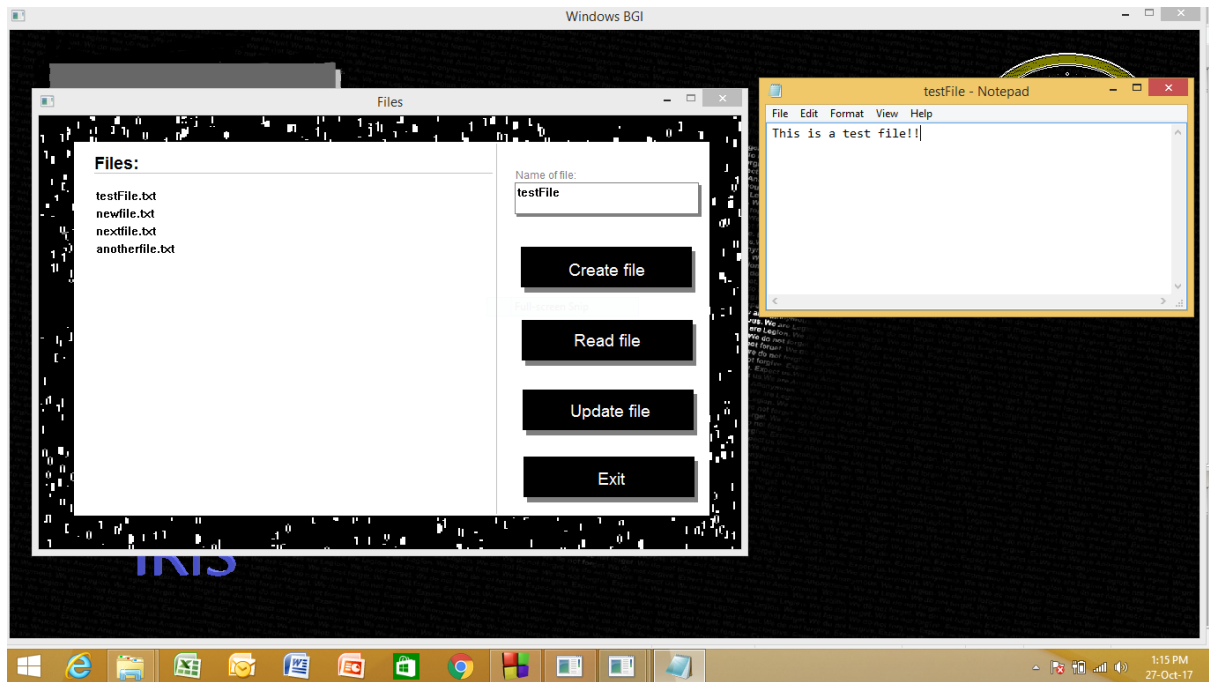 Windows BGI
Files
Files:
testFile.txt
newfile.txt
nextfile.txt
anotherfile.txt
Name of file:
testFile
Create file
Read file
Update file
Exit
testFile - Notepad
File Edit Format View Help
This is a test file!!
IRIS
1:15 PM
27-Oct-17